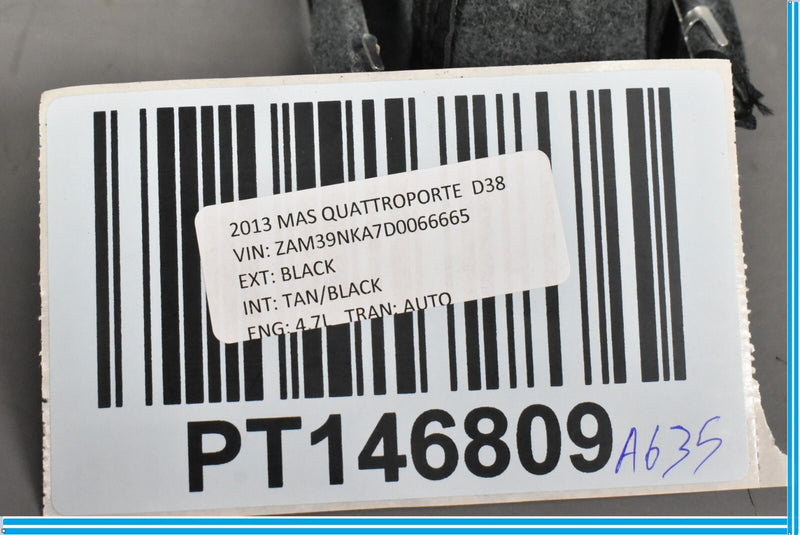 2013 MAS QUATTROPORTE D38
VIN: ZAM39NKA7D0066665
EXT: BLACK
INT: TAN/BLACK
ENG: 4.7L TRAN: AUTO
PT146809
A635